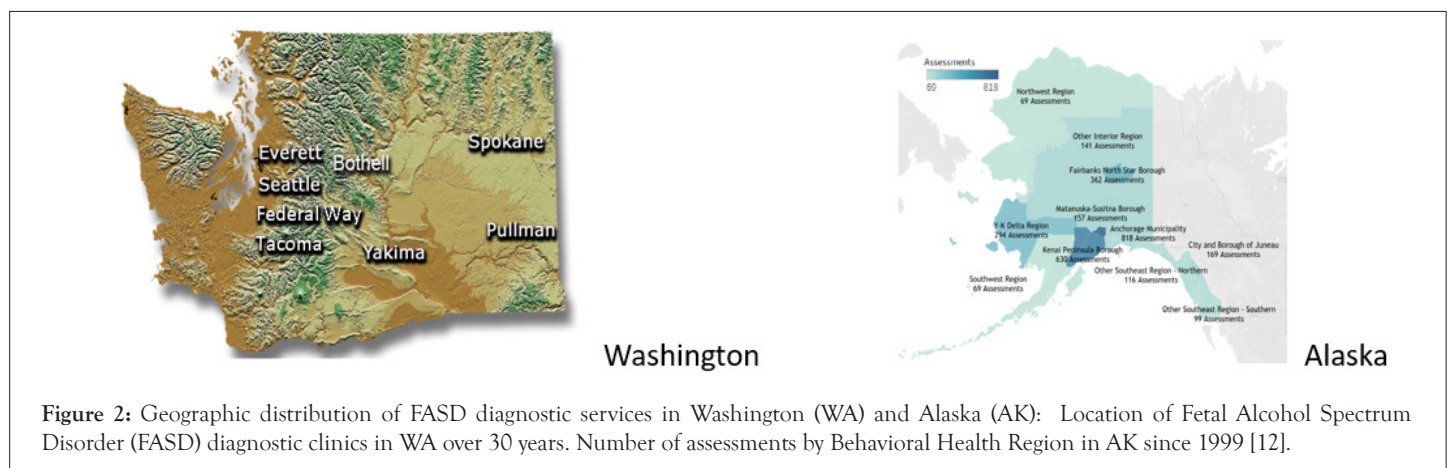 Everett
Bothell
Spokane
Seattle
Federal Way
Tacoma
Yakima
Pullman
Washington
Assessments
69
818
Northwest Region
69 Assessments
Other Interior Region
141 Assessments
Fairbanks North Star Borough
362 Assessments
Matanuska-Susitna Borough
157 Assessments
Y-K Delta Region
294 Assessments
Anchorage Municipality
818 Assessments
Kenai Peninsula Borough
630 Assessments
City and Borough of Juneau
169 Assessments
Other Southeast Region - Northern
116 Assessments
Southwest Region
69 Assessments
Other Southeast Region - Southern
99 Assessments
Alaska
Figure 2: Geographic distribution of FASD diagnostic services in Washington (WA) and Alaska (AK): Location of Fetal Alcohol Spectrum
Disorder (FASD) diagnostic clinics in WA over 30 years. Number of assessments by Behavioral Health Region in AK since 1999 [12].